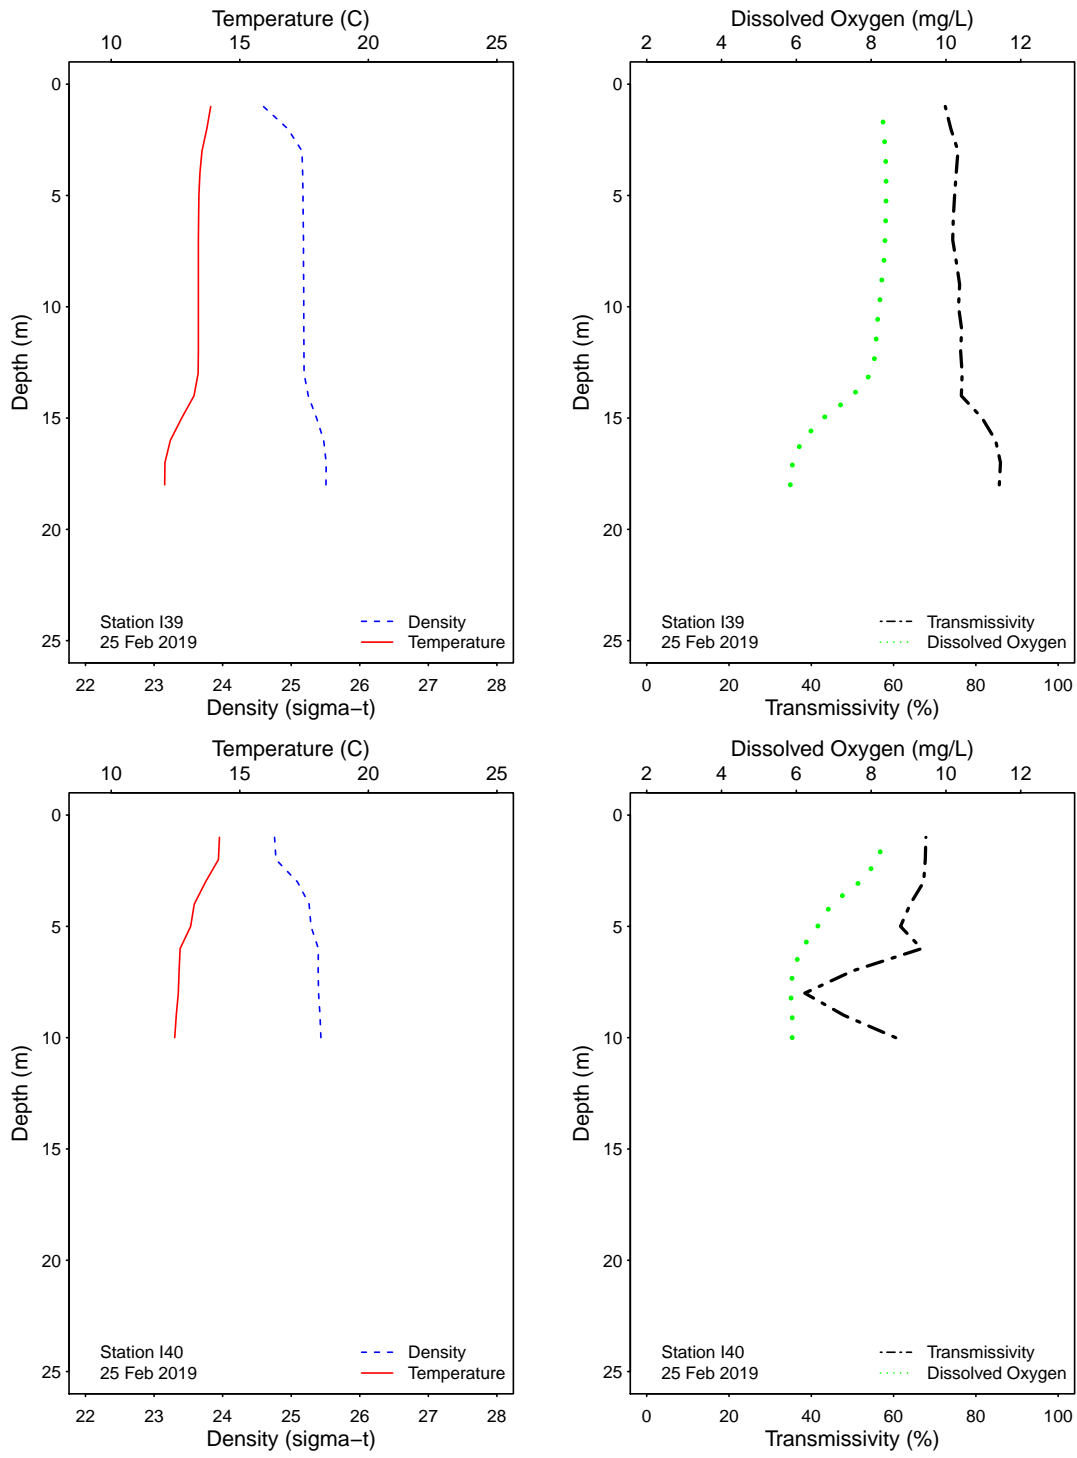 Temperature (C)
10 15 20 25
0
5
10
15
20
25
Depth (m)
Station I39
25 Feb 2019
Density
Temperature
22 23 24 25 26 27 28
Density (sigma−t)
Dissolved Oxygen (mg/L)
2 4 6 8 10 12
0
5
10
15
20
25
Depth (m)
Station I39
25 Feb 2019
Transmissivity
Dissolved Oxygen
0 20 40 60 80 100
Transmissivity (%)
Temperature (C)
10 15 20 25
0
5
10
15
20
25
Depth (m)
Station I40
25 Feb 2019
Density
Temperature
22 23 24 25 26 27 28
Density (sigma−t)
Dissolved Oxygen (mg/L)
2 4 6 8 10 12
0
5
10
15
20
25
Depth (m)
Station I40
25 Feb 2019
Transmissivity
Dissolved Oxygen
0 20 40 60 80 100
Transmissivity (%)